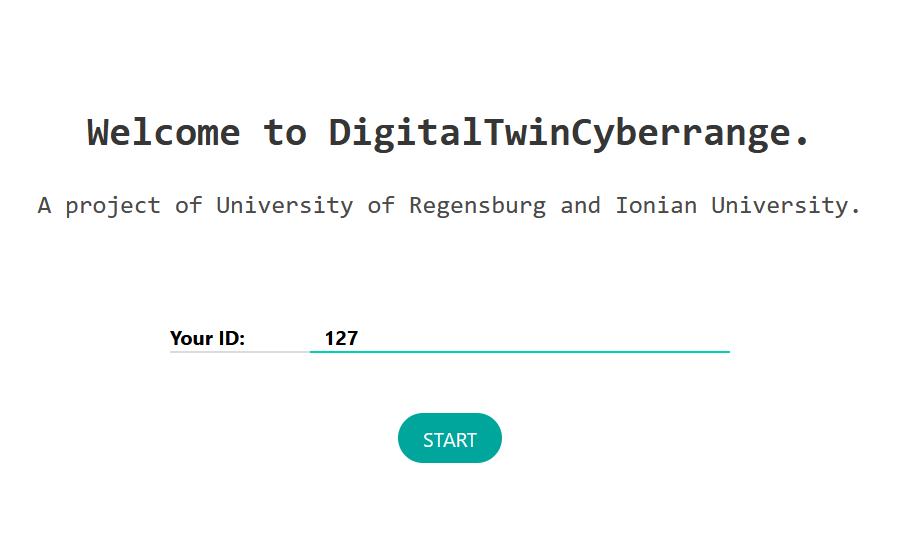 Welcome to DigitalTwinCyberrange.
A project of University of Regensburg and Ionian University.
Your ID: 127
START